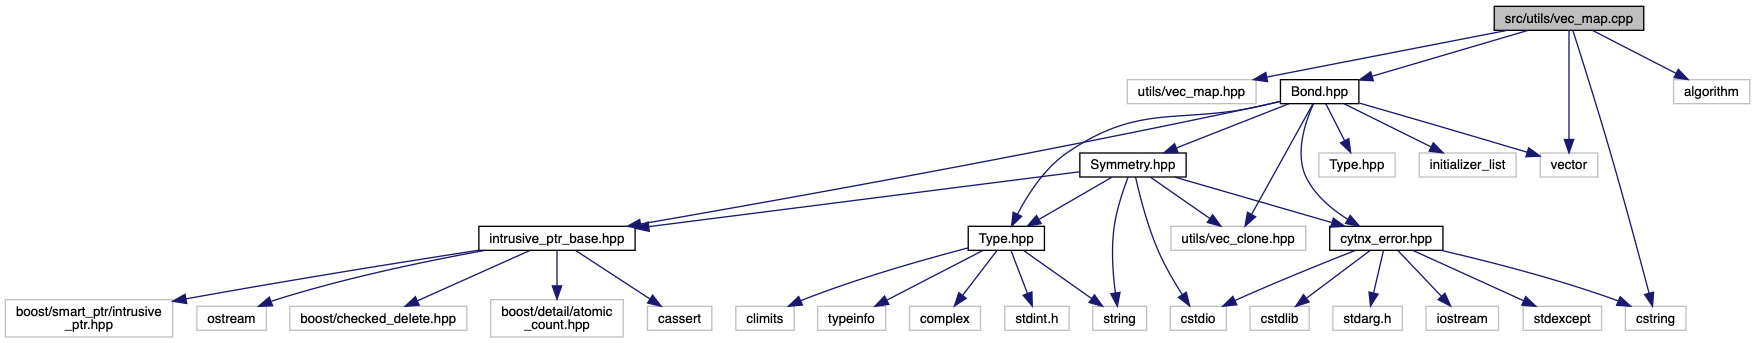 src/utils/vec_map.cpp
utils/vec_map.hpp
Bond.hpp
algorithm
Symmetry.hpp
Type.hpp
initializer_list
vector
intrusive_ptr_base.hpp
Type.hpp
utils/vec_clone.hpp
cytnx_error.hpp
boost/smart_ptr/intrusive
_ptr.hpp
ostream
boost/checked_delete.hpp
boost/detail/atomic
_count.hpp
cassert
climits
typeinfo
complex
stdint.h
string
cstdio
cstdlib
stdarg.h
iostream
stdexcept
cstring